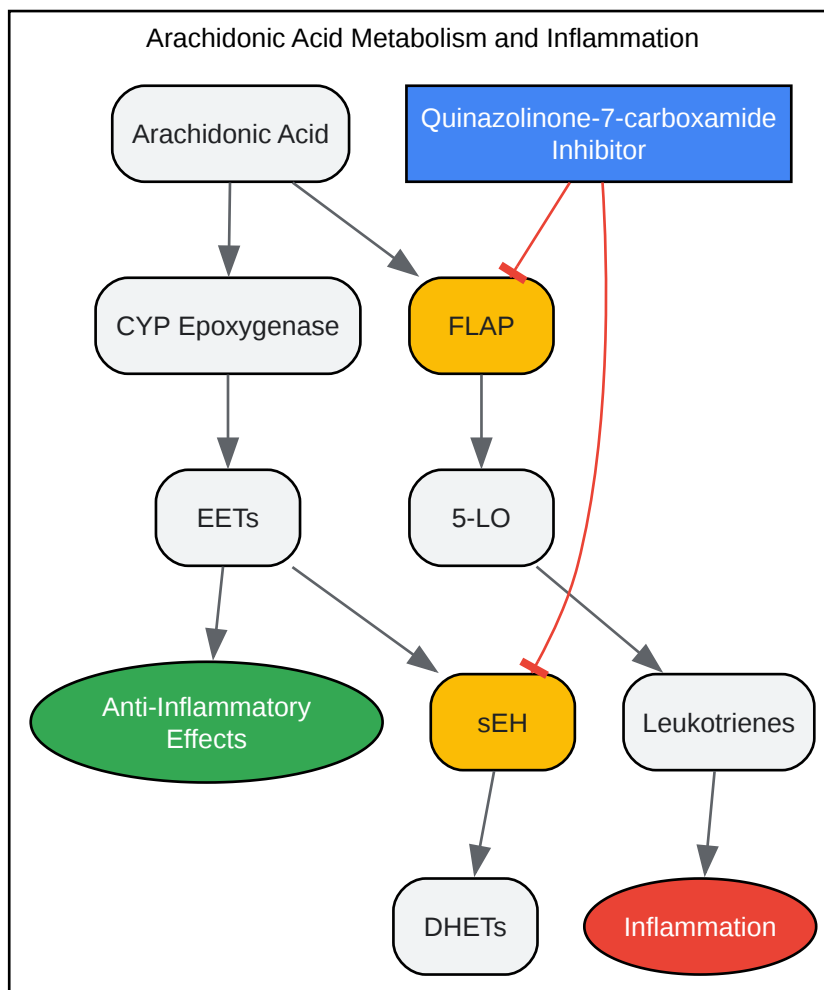 Arachidonic Acid Metabolism and Inflammation
Arachidonic Acid
Quinazolinone-7-carboxamide
Inhibitor
CYP Epoxygenase
FLAP
EETs
5-LO
Anti-Inflammatory
Effects
sEH
Leukotrienes
DHETs
Inflammation